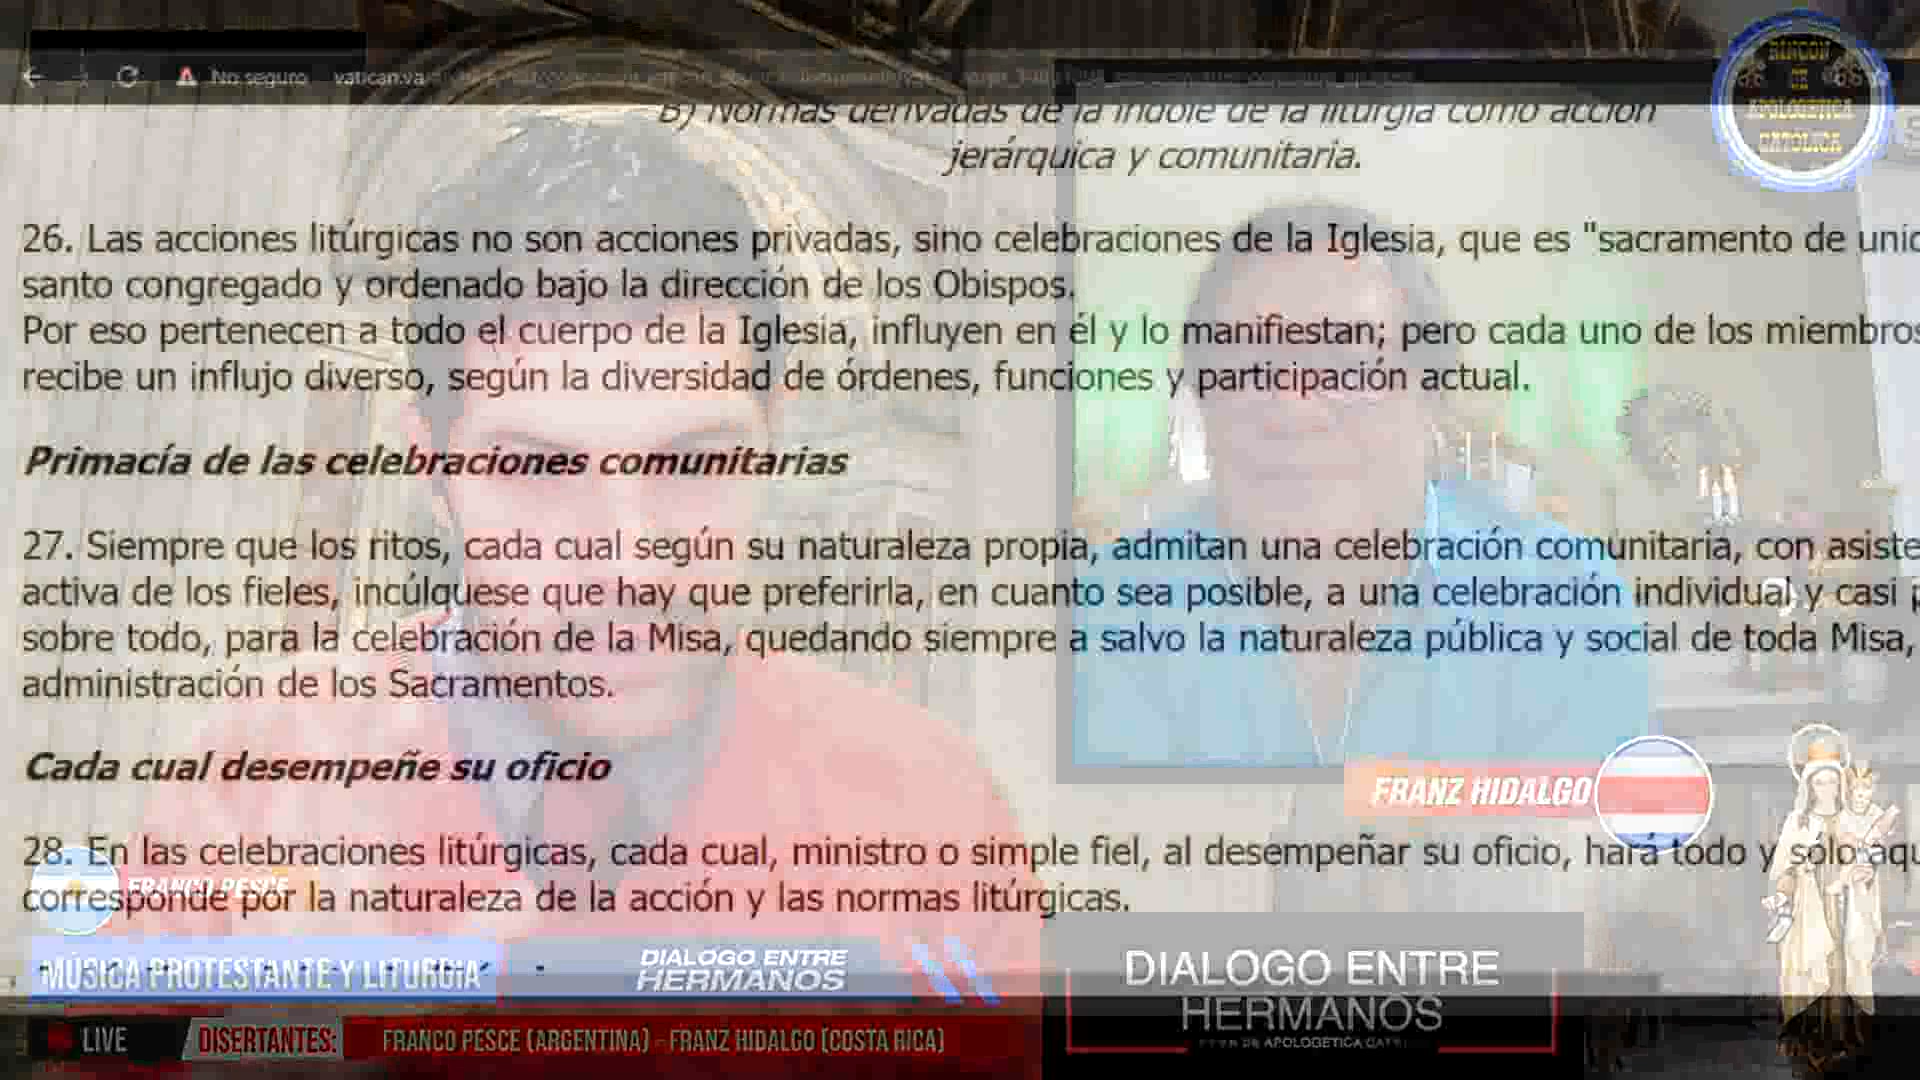 No seguro vatican.va
RINCON
DE
APOLOGETICA
CATOLICA
B) Normas derivadas de la índole de la liturgia como acción
jerárquica y comunitaria.
26. Las acciones litúrgicas no son acciones privadas, sino celebraciones de la Iglesia, que es "sacramento de
santo congregado y ordenado bajo la dirección de los Obispos.
Por eso pertenecen a todo el cuerpo de la Iglesia, influyen en él y lo manifiestan; pero cada uno de los miembros
recibe un influjo diverso, según la diversidad de órdenes, funciones y participación actual.
Primacía de las celebraciones comunitarias
27. Siempre que los ritos, cada cual según su naturaleza propia, admitan una celebración comunitaria, con
activa de los fieles, incúlquese que hay que preferirla, en cuanto sea posible, a una celebración individual y casi
sobre todo, para la celebración de la Misa, quedando siempre a salvo la naturaleza pública y social de toda Misa,
administración de los Sacramentos.
Cada cual desempeñe su oficio
FRANZ HIDALGO
28. En las celebraciones litúrgicas, cada cual, ministro o simple fiel, al desempeñar su oficio, hará todo y sólo
FRANCO PESCE
corresponde por la naturaleza de la acción y las normas litúrgicas.
MÚSICA PROTESTANTE Y LITURGIA
DIALOGO ENTRE
HERMANOS
DIALOGO ENTRE
HERMANOS
DE APOLOGETICA
LIVE DISERTANTES: FRANCO PESCE (ARGENTINA) - FRANZ HIDALGO (COSTA RICA)